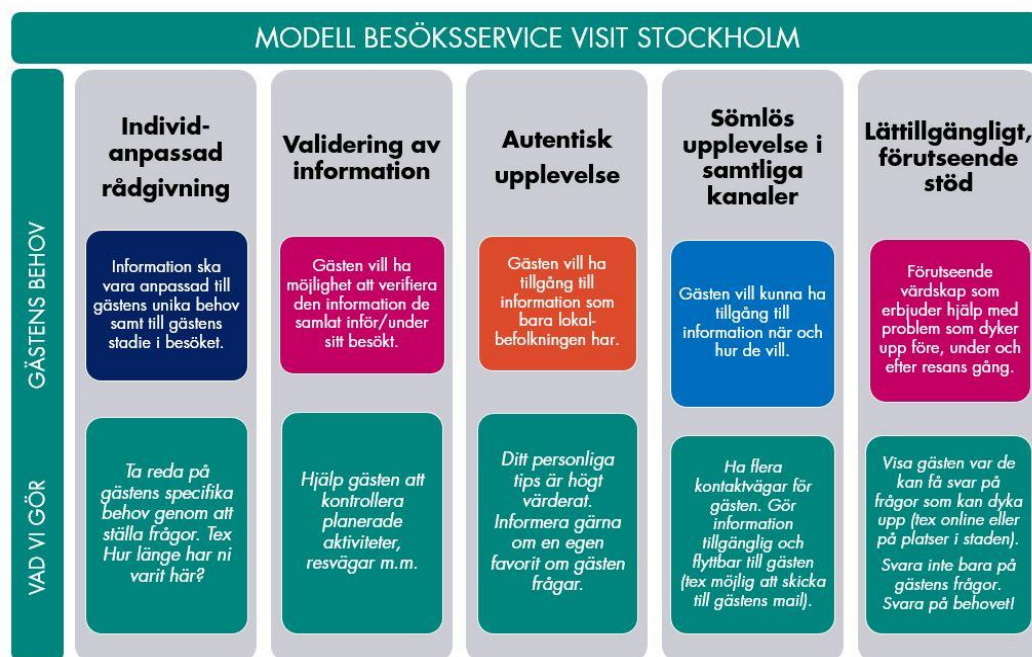 MODELL BESÖKSSERVICE VISIT STOCKHOLM
GÄSTENS BEHOV
VAD VI GÖR
Individ-
anpassad
rådgivning
Information ska
vara anpassad till
gästens unika behov
samt till gästens
stadie i besöket.
Ta reda på
gästens specifika
behov genom att
ställa frågor. Tex
Hur länge har ni
varit här?
Validering av
information
Gästen vill ha
möjlighet att verifiera
den information de
samlat inför/under
sitt besökt.
Hjälp gästen att
kontrollera
planerade
aktiviteter,
resvägar m.m.
Autentisk
upplevelse
Gästen vill ha
tillgång till
information som
bara lokal-
befolkningen har.
Ditt personliga
tips är högt
värderat.
Informera gärna
om en egen
favorit om gästen
frågar.
Sömlös
upplevelse i
samtliga
kanaler
Gästen vill kunna ha
tillgång till
information när och
hur de vill.
Ha flera
kontaktvägar för
gästen. Gör
information
tillgänglig och
flyttbar till gästen
(tex möjlig att skicka
till gästens mail).
Lättillgängligt,
förutseende
stöd
Förutseende
värdskap som
erbjuder hjälp med
problem som dyker
upp före, under och
efter resans gång.
Visa gästen var de
kan få svar på
frågor som kan dyka
upp (tex online eller
på platser i staden).
Svara inte bara på
gästens frågor.
Svara på behovet!